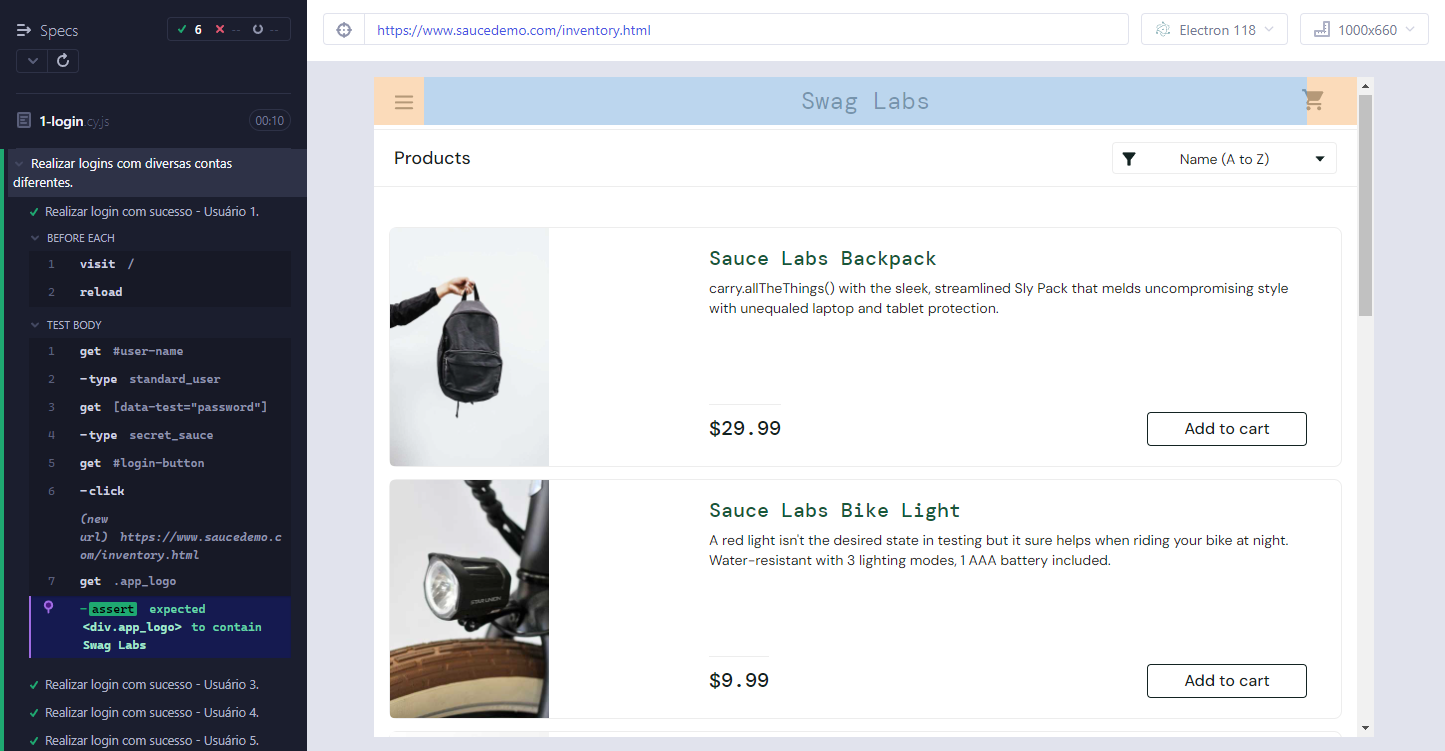 Specs
6 -- --
1-login.cy.js
00:10
Realizar logins com diversas contas
diferentes.
Realizar login com sucesso - Usuário 1.
BEFORE EACH
1 visit /
2 reload
TEST BODY
1 get #user-name
2 -type standard_user
3 get [data-test="password"]
4 -type secret_sauce
5 get #login-button
6 -click
(new
url) https://www.saucedemo.c
om/inventory.html
7 get .app_logo
-assert expected
<div.app_logo> to contain
Swag Labs
Realizar login com sucesso - Usuário 3.
Realizar login com sucesso - Usuário 4.
Realizar login com sucesso - Usuário 5.
https://www.saucedemo.com/inventory.html
Electron 118
1000x660
Swag Labs
Products
Name (A to Z)
Sauce Labs Backpack
carry.allTheThings() with the sleek, streamlined Sly Pack that melds uncompromising style
with unequaled laptop and tablet protection.
$29.99
Add to cart
Sauce Labs Bike Light
A red light isn't the desired state in testing but it sure helps when riding your bike at night.
Water-resistant with 3 lighting modes, 1 AAA battery included.
$9.99
Add to cart